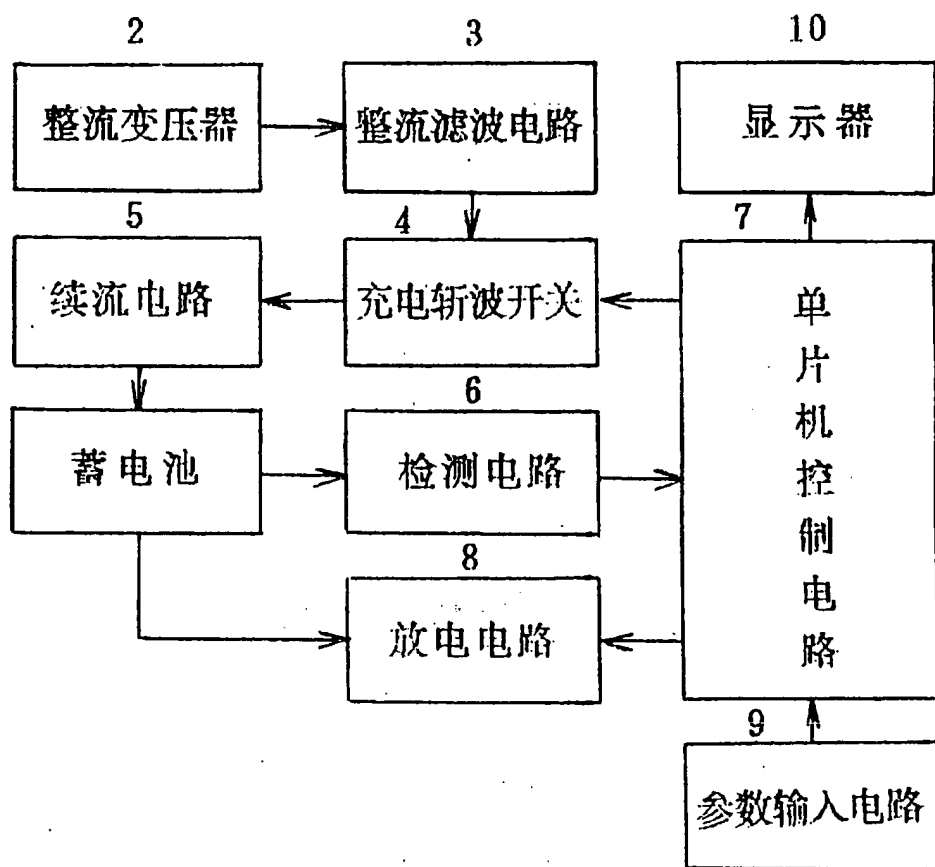 2
3
10
整流变压器
整流滤波电路
显示器
5
4
7
续流电路
充电斩波开关
单片机控制电路
6
蓄电池
检测电路
8
放电电路
9
参数输入电路